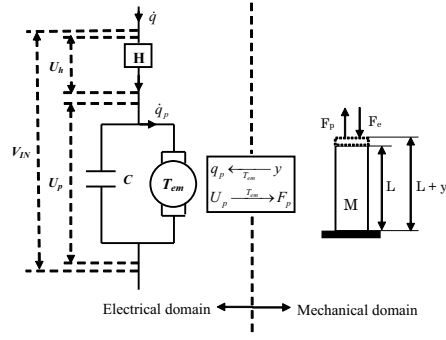 q̇
H
U_h
q̇_p
V_IN
U_p
C
T_em
q_p ←(T_em) y
U_p →(T_em) F_p
F_p
F_e
M
L
L + y
Electrical domain
Mechanical domain